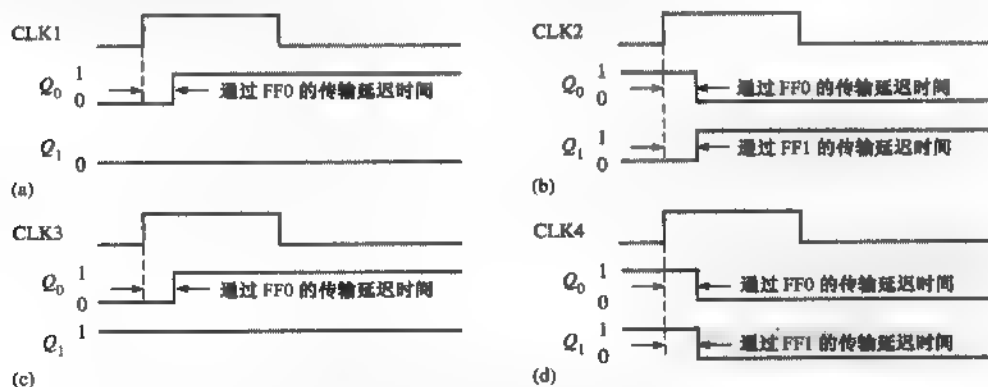 CLK1
Q₀ 1
0
通过 FF0 的传输延迟时间
Q₁
0
(a)
CLK2
Q₀ 1
0
通过 FF0 的传输延迟时间
Q₁ 1
0
通过 FF1 的传输延迟时间
(b)
CLK3
Q₀ 1
0
通过 FF0 的传输延迟时间
Q₁ 1
(c)
CLK4
Q₀ 1
0
通过 FF0 的传输延迟时间
Q₁ 1
0
通过 FF1 的传输延迟时间
(d)